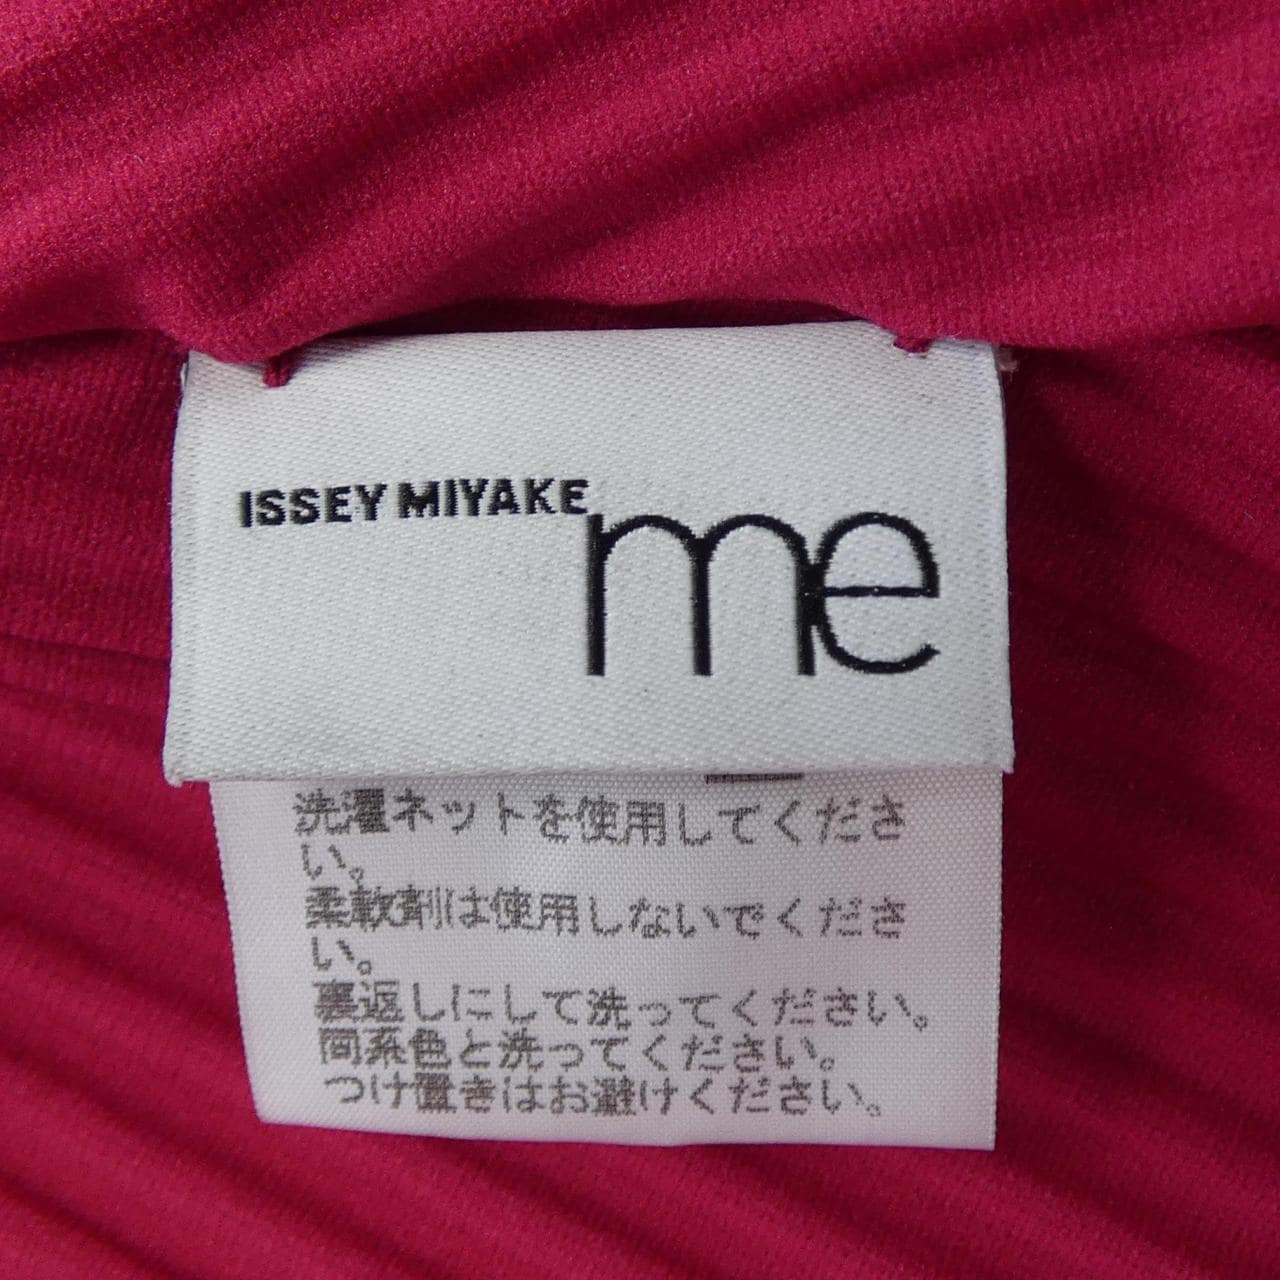 ISSEY MIYAKE
me
洗濯ネットを使用してくださ
い。
柔軟剤は使用しないでくださ
い。
裏返しにして洗ってください。
同系色と洗ってください。
つけ置きはお避けください。